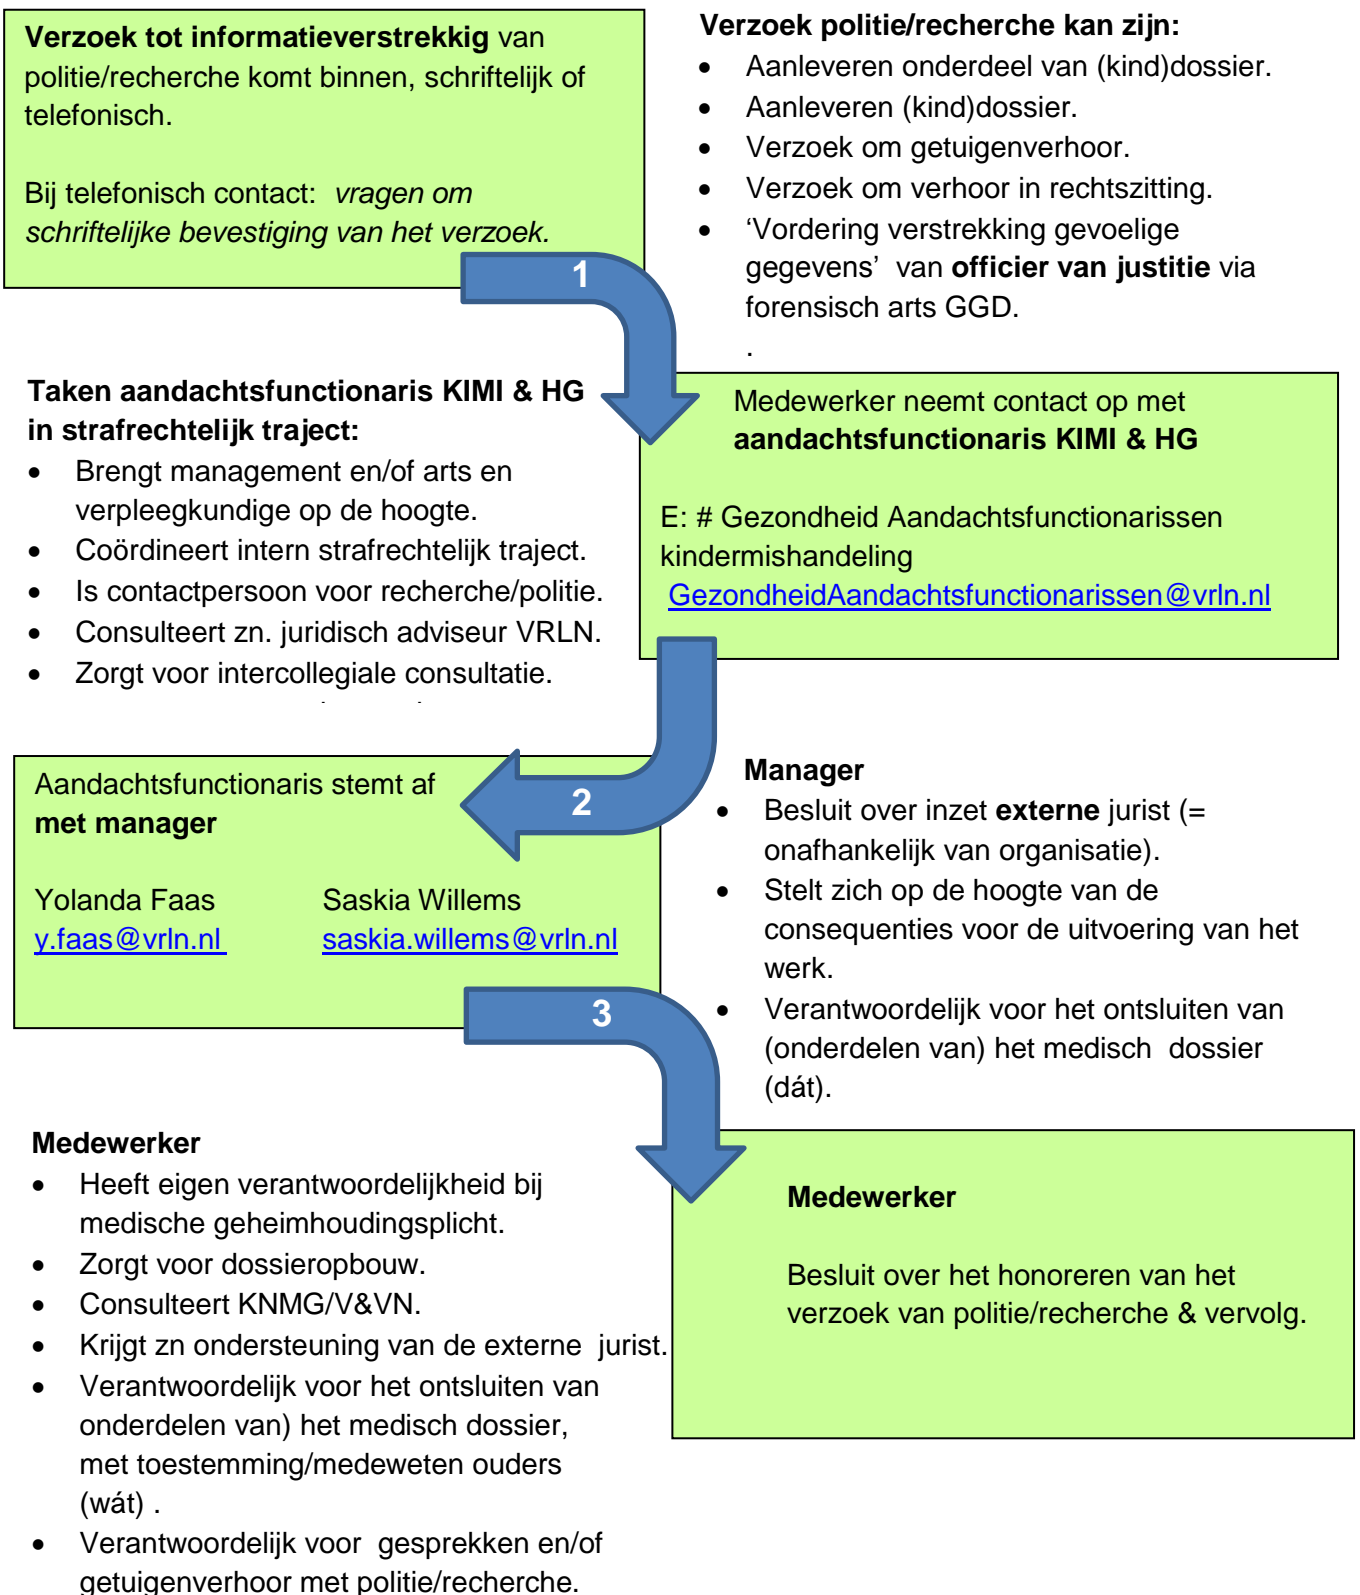 Verzoek tot informatieverstrekkig van
politie/recherche komt binnen, schriftelijk of
telefonisch.
Bij telefonisch contact:  vragen om
schriftelijke bevestiging van het verzoek.
1
Verzoek politie/recherche kan zijn:
• Aanleveren onderdeel van (kind)dossier.
• Aanleveren (kind)dossier.
• Verzoek om getuigenverhoor.
• Verzoek om verhoor in rechtszitting.
• ‘Vordering verstrekking gevoelige
gegevens’  van officier van justitie via
forensisch arts GGD.
.
Taken aandachtsfunctionaris KIMI & HG
in strafrechtelijk traject:
• Brengt management en/of arts en
verpleegkundige op de hoogte.
• Coördineert intern strafrechtelijk traject.
• Is contactpersoon voor recherche/politie.
• Consulteert zn. juridisch adviseur VRLN.
• Zorgt voor intercollegiale consultatie.
Medewerker neemt contact op met
aandachtsfunctionaris KIMI & HG
E: # Gezondheid Aandachtsfunctionarissen
kindermishandeling
GezondheidAandachtsfunctionarissen@vrln.nl
2
Aandachtsfunctionaris stemt af
met manager
Yolanda Faas Saskia Willems
y.faas@vrln.nl saskia.willems@vrln.nl
3
Manager
• Besluit over inzet externe jurist (=
onafhankelijk van organisatie).
• Stelt zich op de hoogte van de
consequenties voor de uitvoering van het
werk.
• Verantwoordelijk voor het ontsluiten van
(onderdelen van) het medisch  dossier
(dát).
Medewerker
• Heeft eigen verantwoordelijkheid bij
medische geheimhoudingsplicht.
• Zorgt voor dossieropbouw.
• Consulteert KNMG/V&VN.
• Krijgt zn ondersteuning van de externe  jurist.
• Verantwoordelijk voor het ontsluiten van
onderdelen van) het medisch dossier,
met toestemming/medeweten ouders
(wát) .
• Verantwoordelijk voor  gesprekken en/of
getuigenverhoor met politie/recherche.
Medewerker
Besluit over het honoreren van het
verzoek van politie/recherche & vervolg.